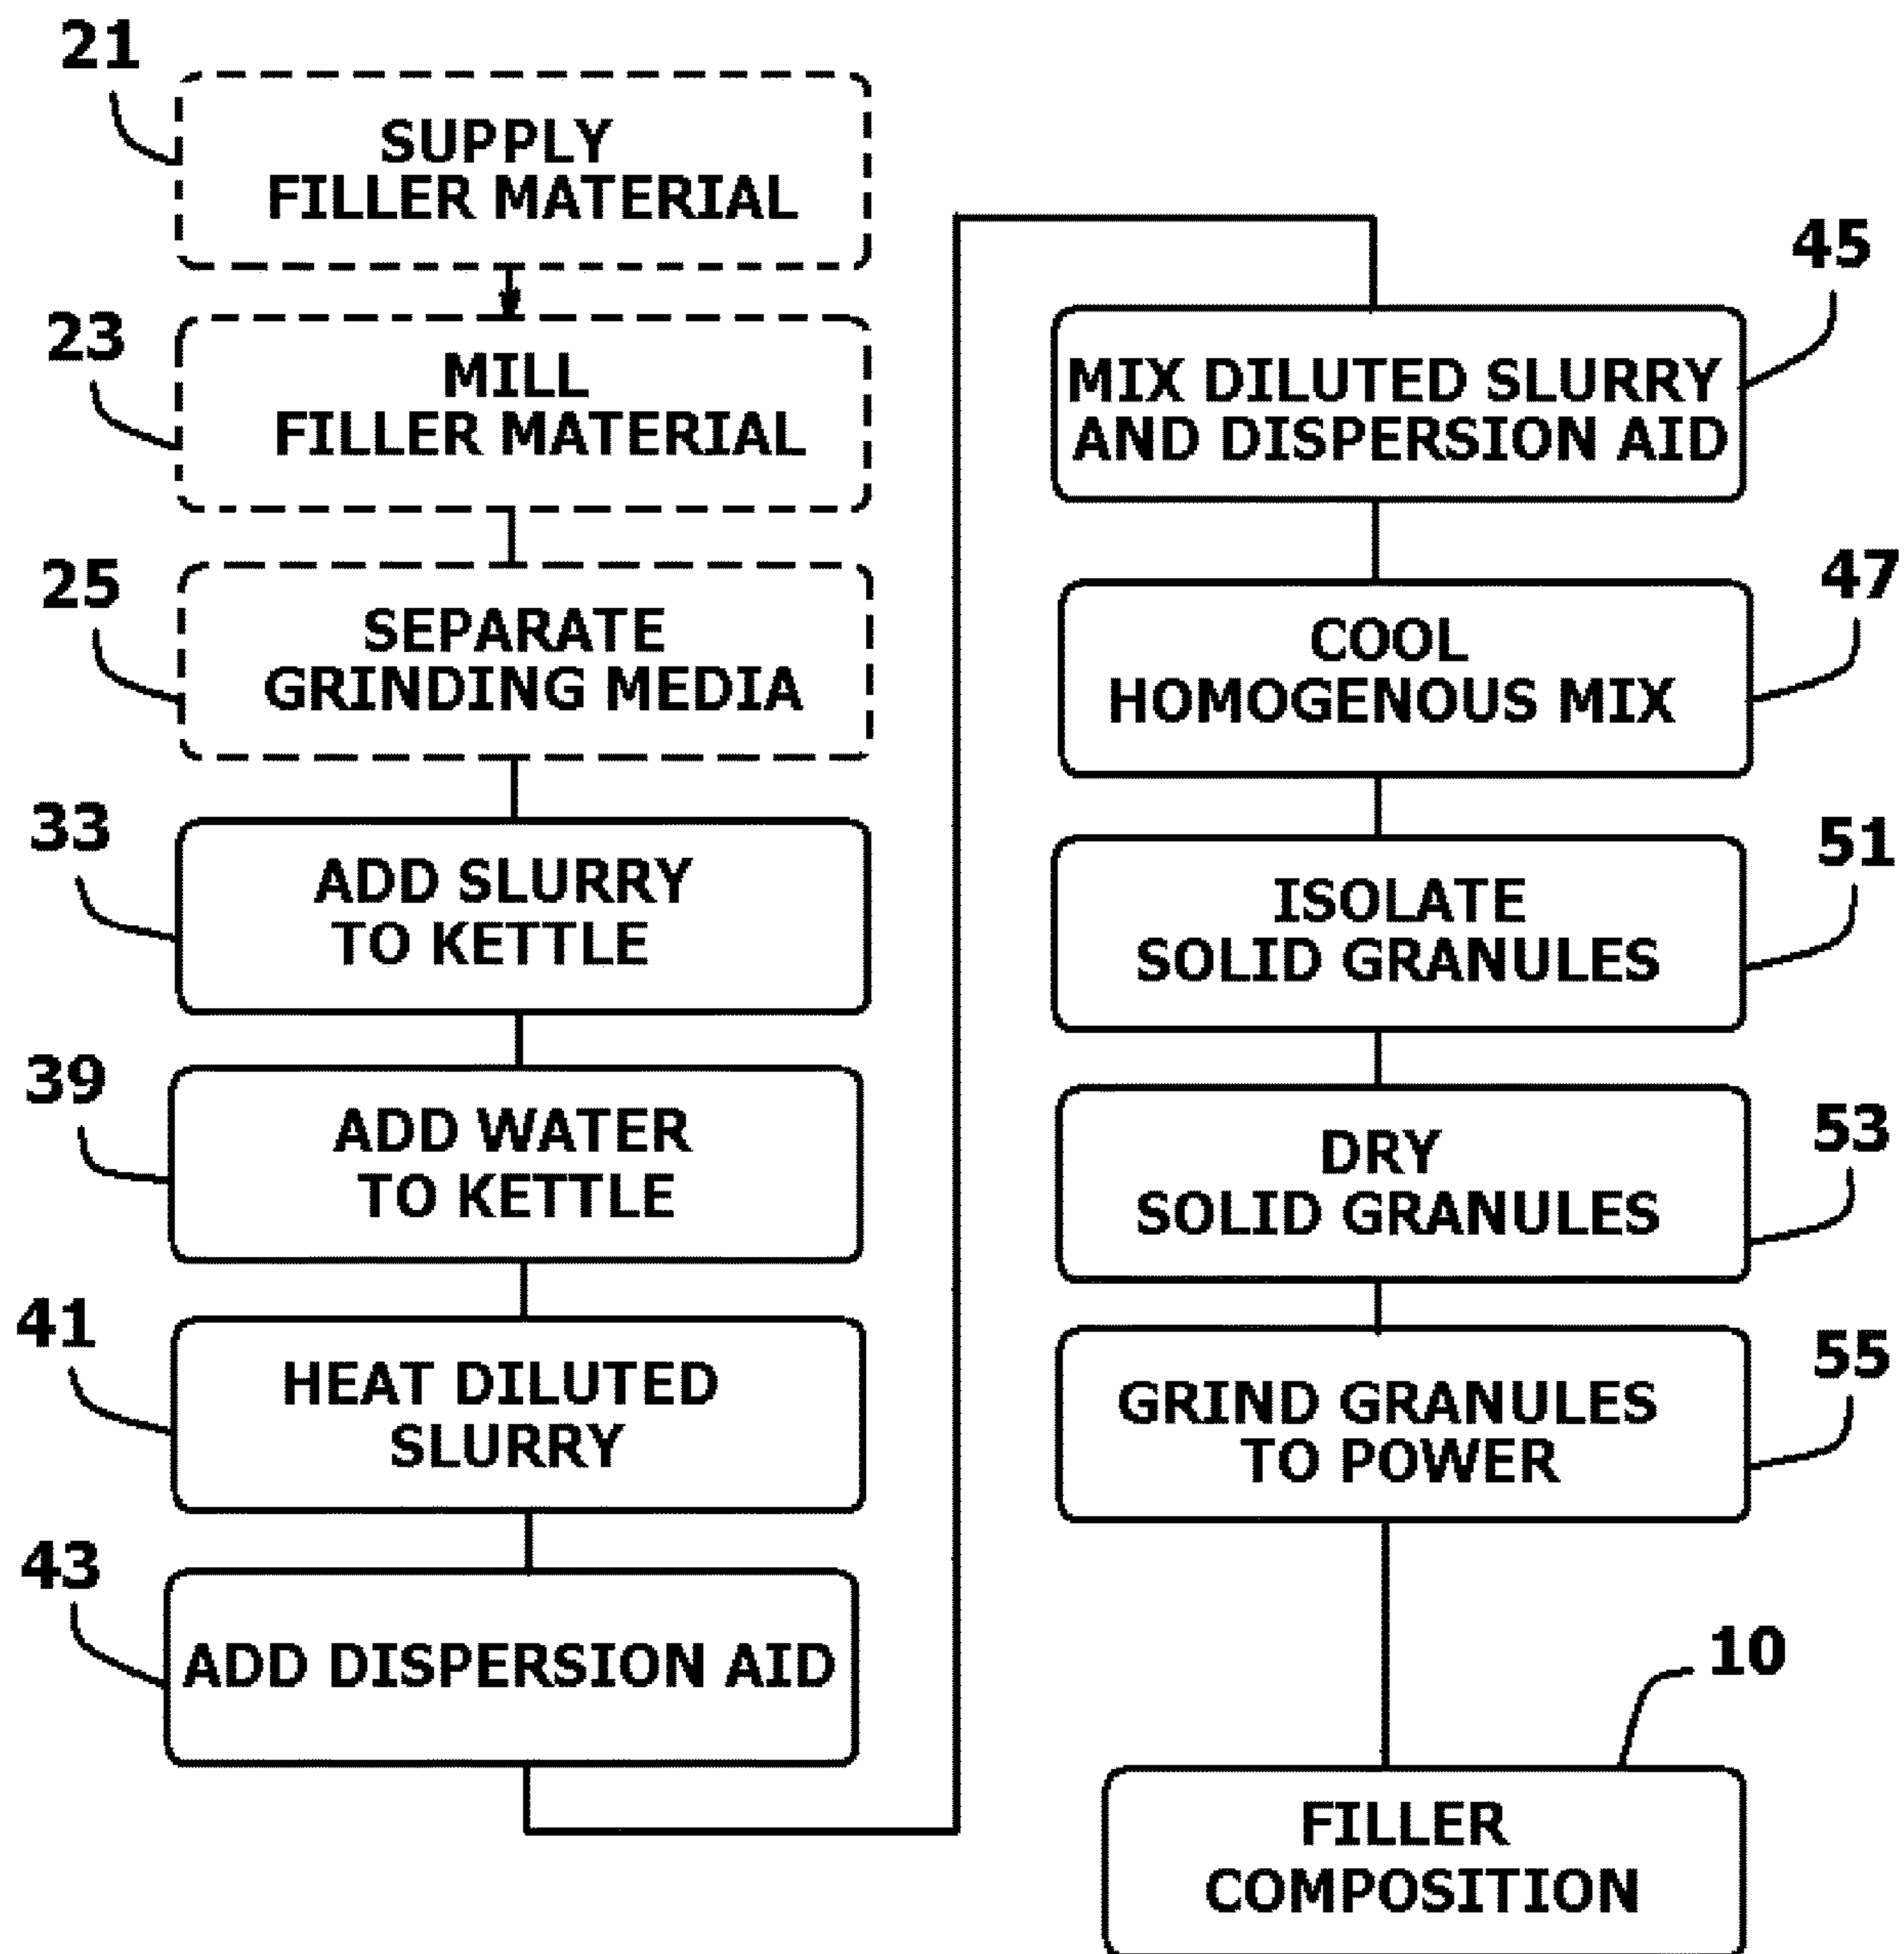 21
SUPPLY
FILLER MATERIAL
23
MILL
FILLER MATERIAL
25
SEPARATE
GRINDING MEDIA
33
ADD SLURRY
TO KETTLE
39
ADD WATER
TO KETTLE
41
HEAT DILUTED
SLURRY
43
ADD DISPERSION AID
45
MIX DILUTED SLURRY
AND DISPERSION AID
47
COOL
HOMOGENOUS MIX
51
ISOLATE
SOLID GRANULES
53
DRY
SOLID GRANULES
55
GRIND GRANULES
TO POWER
10
FILLER
COMPOSITION